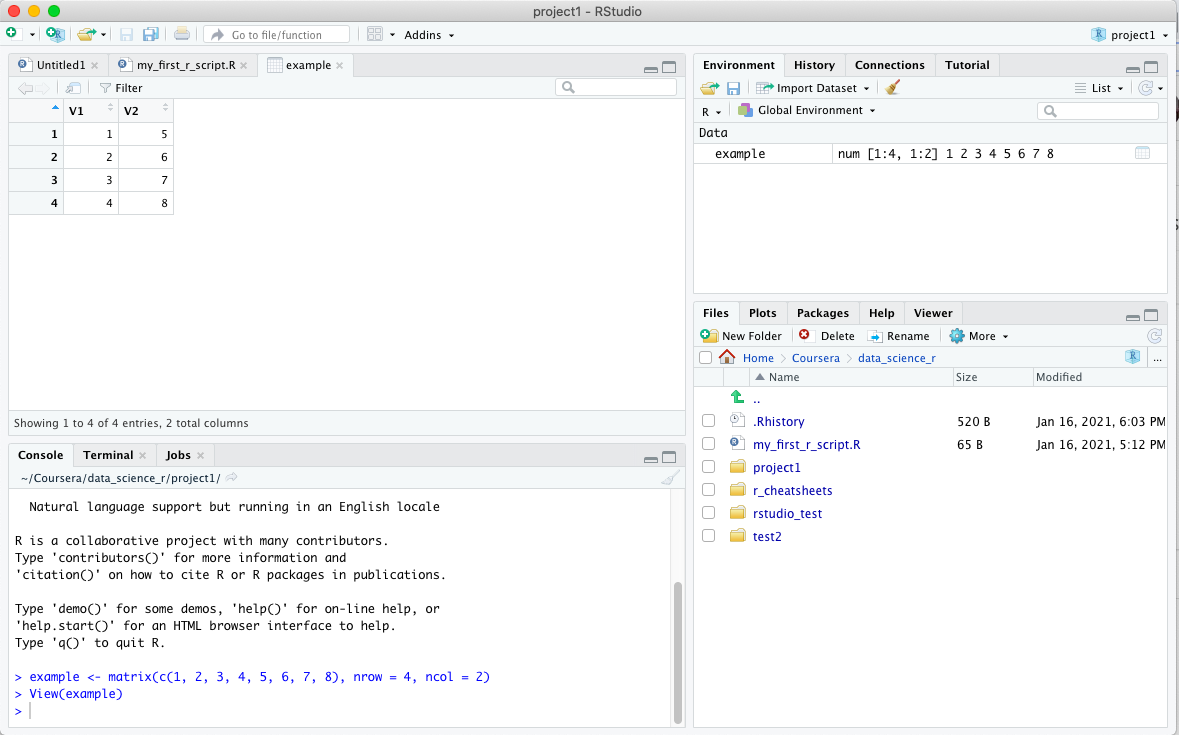 project1 - RStudio
Go to file/function
Addins
project1
Untitled1
my_first_r_script.R
example
Filter
V1 V2
1 1 5
2 2 6
3 3 7
4 4 8
Showing 1 to 4 of 4 entries, 2 total columns
Console Terminal Jobs
~/Coursera/data_science_r/project1/
Natural language support but running in an English locale
R is a collaborative project with many contributors.
Type 'contributors()' for more information and
'citation()' on how to cite R or R packages in publications.
Type 'demo()' for some demos, 'help()' for on-line help, or
'help.start()' for an HTML browser interface to help.
Type 'q()' to quit R.
> example <- matrix(c(1, 2, 3, 4, 5, 6, 7, 8), nrow = 4, ncol = 2)
> View(example)
>
Environment History Connections Tutorial
Import Dataset List
R Global Environment
Data
example num [1:4, 1:2] 1 2 3 4 5 6 7 8
Files Plots Packages Help Viewer
New Folder Delete Rename More
Home Coursera data_science_r R ...
Name Size Modified
..
.Rhistory 520 B Jan 16, 2021, 6:03 PM
my_first_r_script.R 65 B Jan 16, 2021, 5:12 PM
project1
r_cheatsheets
rstudio_test
test2